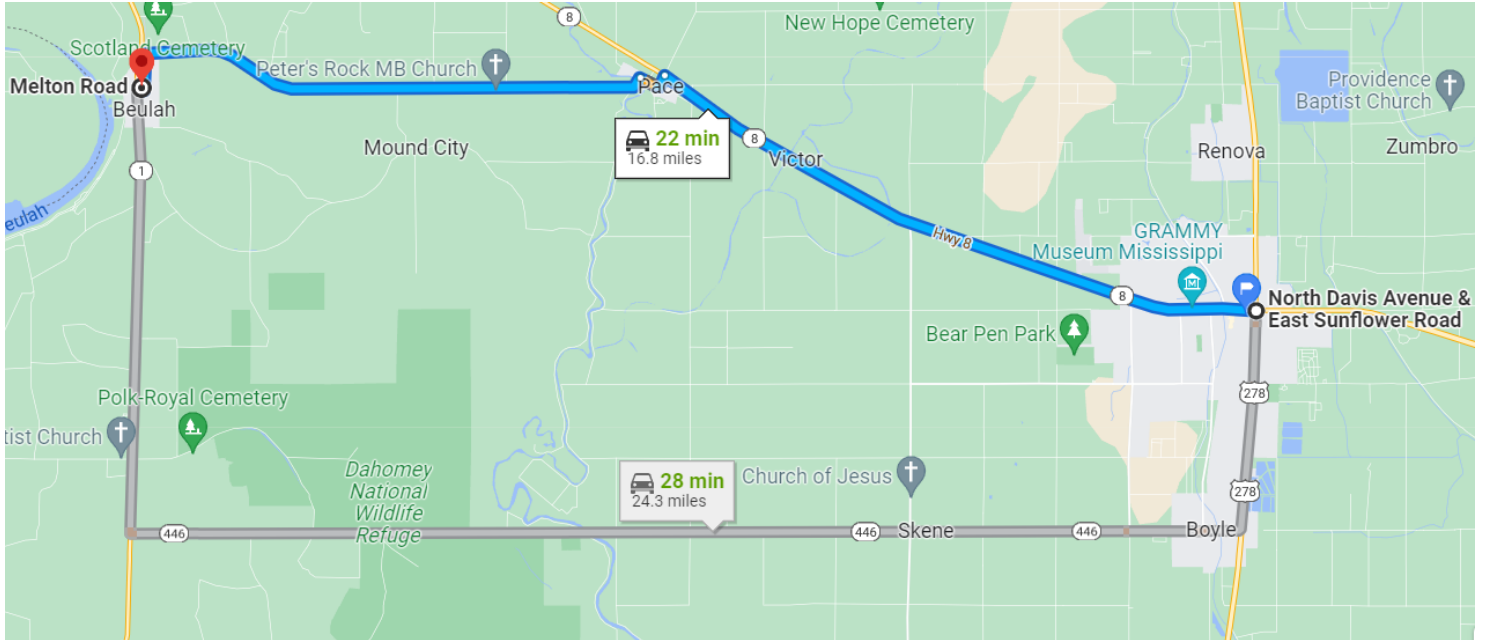 8
New Hope Cemetery
Scotland Cemetery
Peter's Rock MB Church
Providence
Baptist Church
Melton Road
Pace
Beulah
22 min
16.8 miles
8
Mound City
Victor
Renova
Zumbro
1
eulah
Hwy 8
GRAMMY
Museum Mississippi
8
North Davis Avenue &
East Sunflower Road
Bear Pen Park
278
Polk-Royal Cemetery
tist Church
Dahomey
National
Wildlife
Refuge
28 min
24.3 miles
Church of Jesus
278
446
446
Skene
446
Boyle